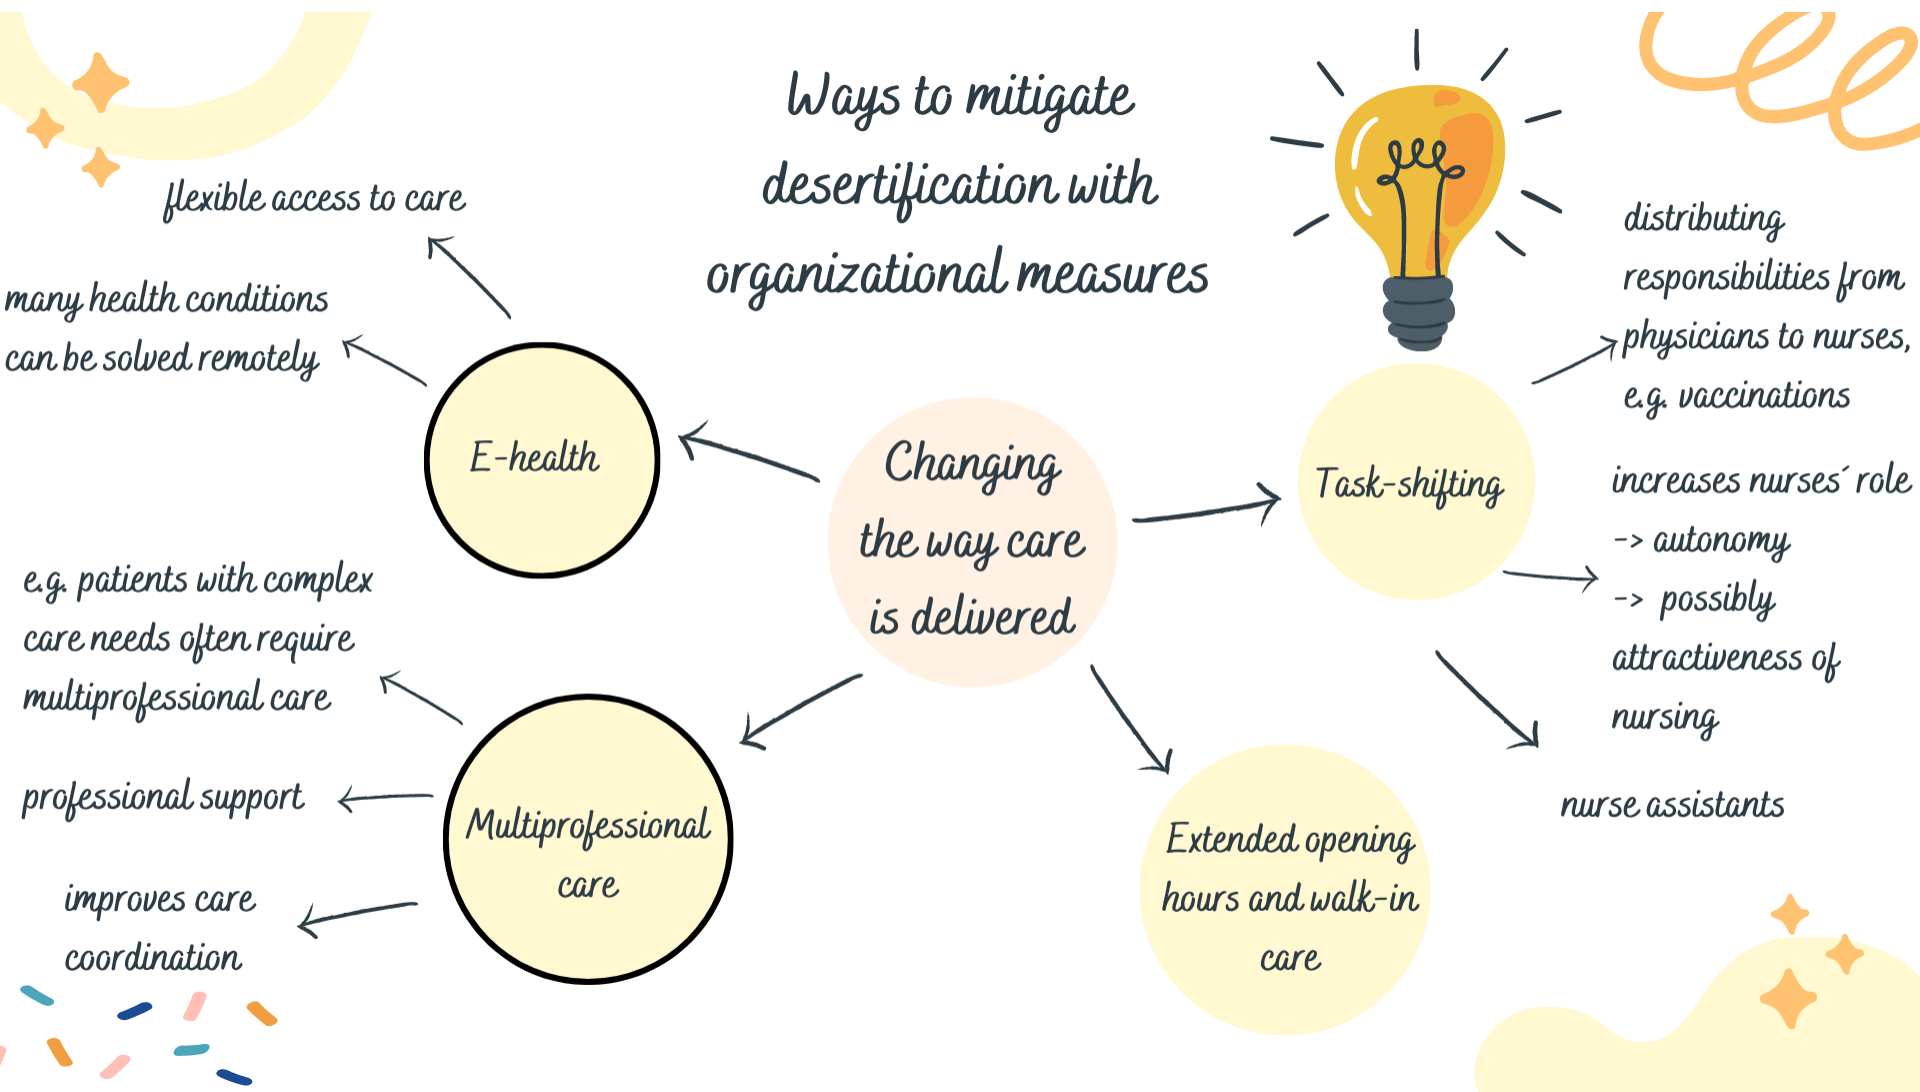 Ways to mitigate
desertification with
organizational measures
flexible access to care
many health conditions
can be solved remotely
E-health
e.g. patients with complex
care needs often require
multiprofessional care
professional support
improves care
coordination
Multiprofessional
care
Changing
the way care
is delivered
Task-shifting
distributing
responsibilities from
physicians to nurses,
e.g. vaccinations
increases nurses´ role
-> autonomy
-> possibly
attractiveness of
nursing
nurse assistants
Extended opening
hours and walk-in
care